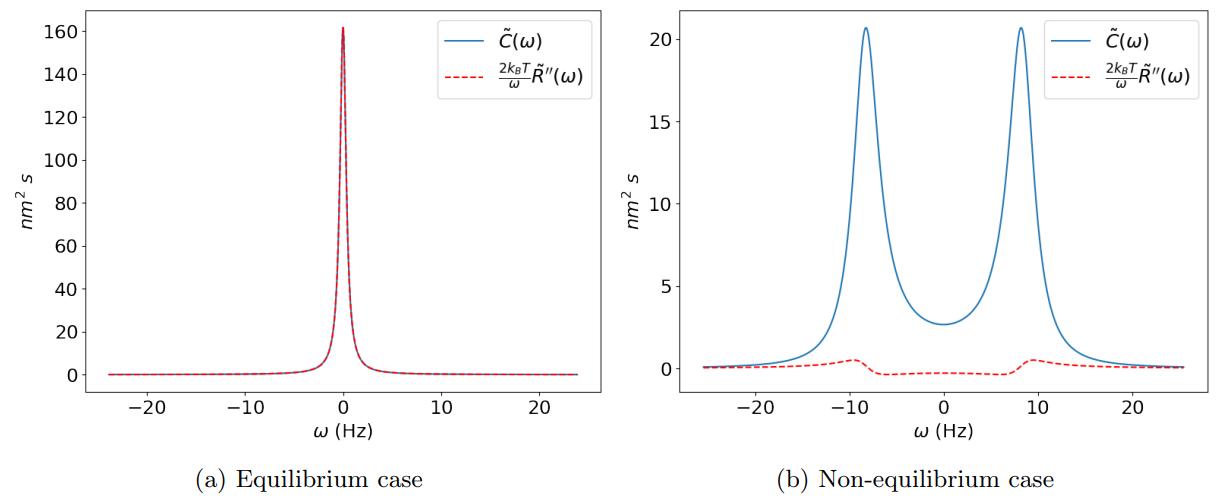 160
140
120
100
80
60
40
20
0
nm² s
−20
−10
0
10
20
ω (Hz)
C̃(ω)
2k_BT/ω R̃′′(ω)
(a) Equilibrium case
20
15
10
5
0
nm² s
−20
−10
0
10
20
ω (Hz)
C̃(ω)
2k_BT/ω R̃′′(ω)
(b) Non-equilibrium case